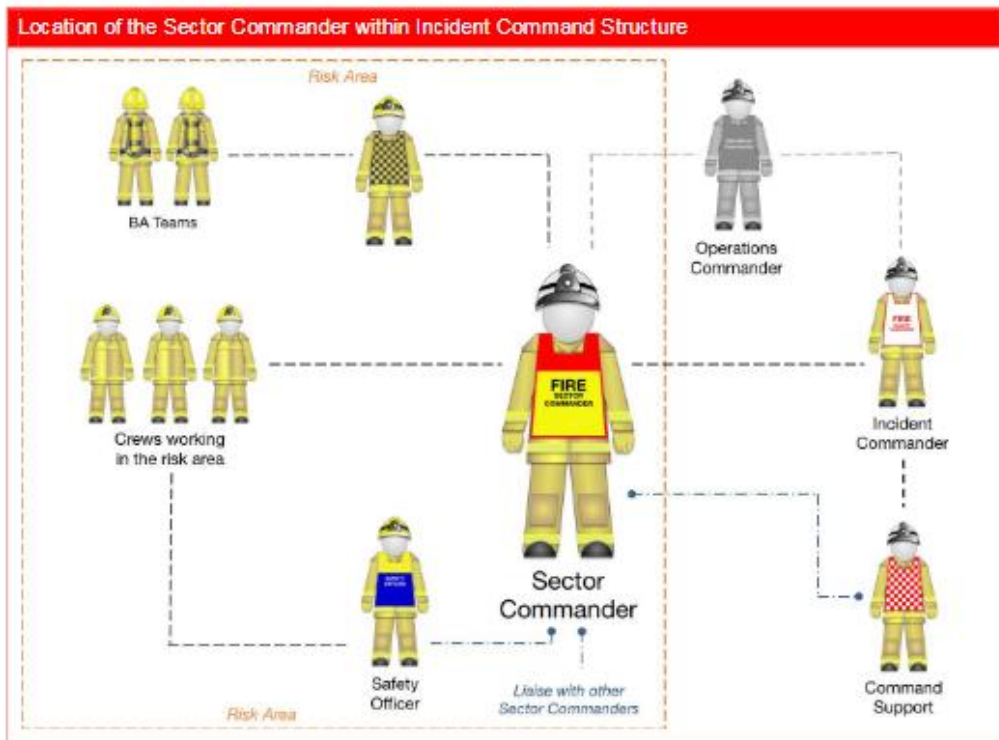 Location of the Sector Commander within Incident Command Structure
Risk Area
BA Teams
Operations
Commander
FIRE
SECTOR
COMMANDER
FIRE
Crews working
in the risk area
Incident
Commander
SAFETY
OFFICER
Sector
Commander
Safety
Officer
Liaise with other
Sector Commanders
Command
Support
Risk Area